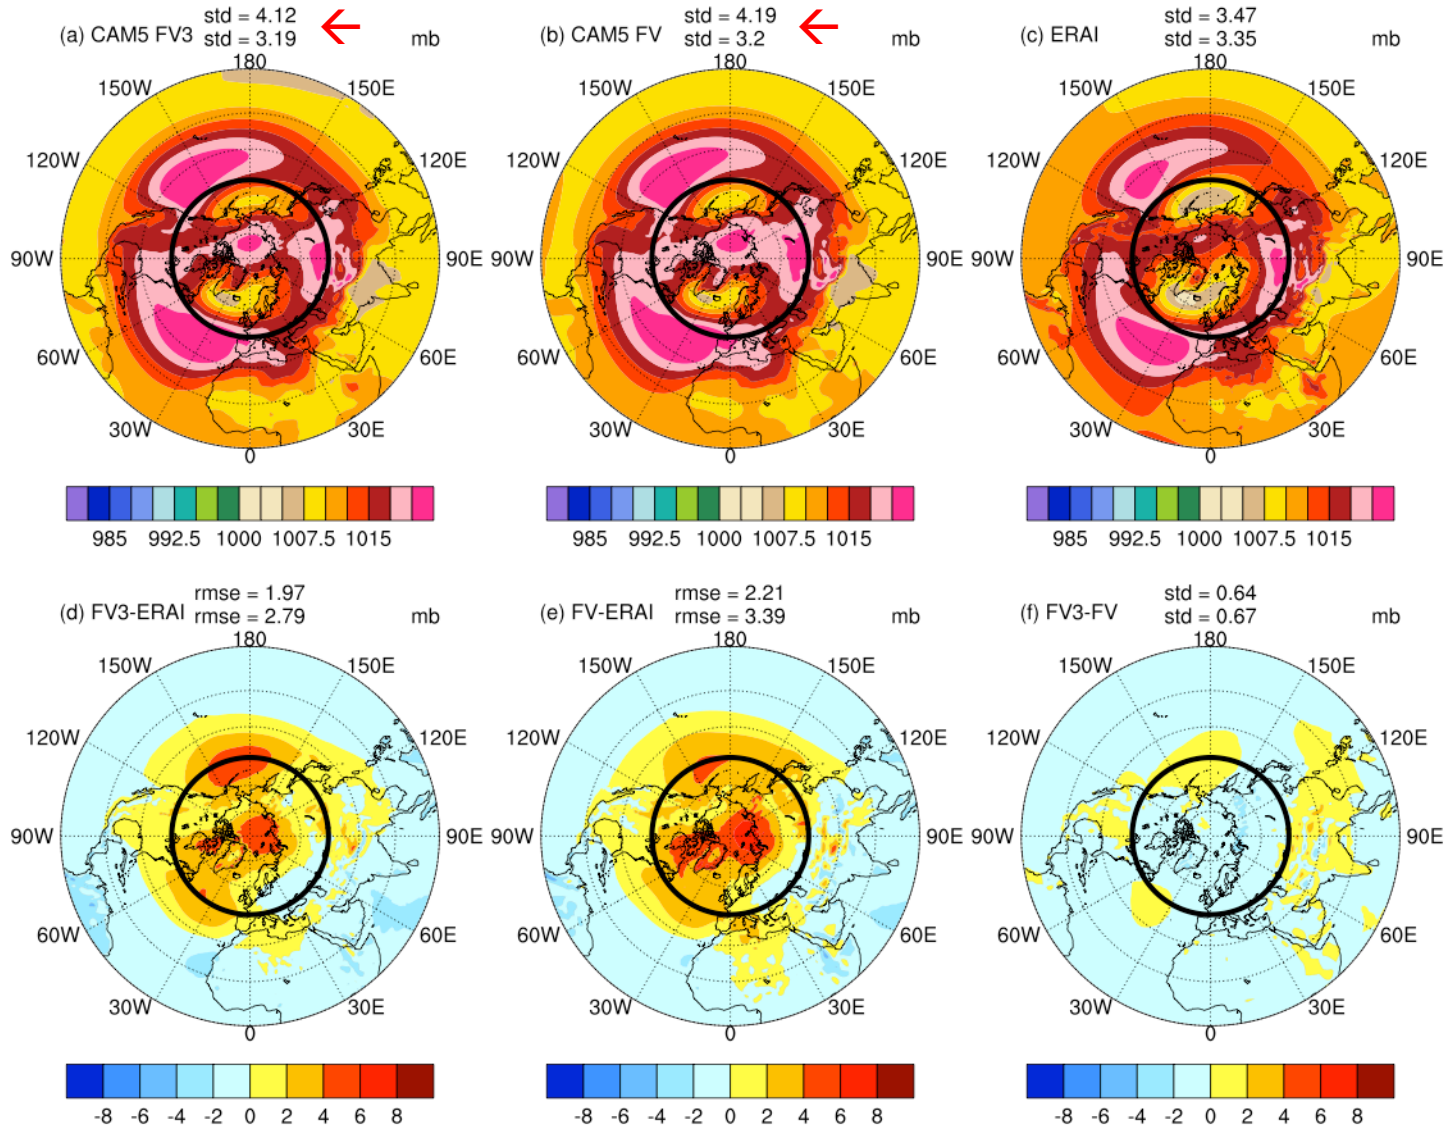 std = 4.12
(a) CAM5 FV3 std = 3.19 mb
180
150W 150E
120W 120E
90W 90E
60W 60E
30W 30E
0
985 992.5 1000 1007.5 1015
std = 4.19
(b) CAM5 FV std = 3.2 mb
180
150W 150E
120W 120E
90W 90E
60W 60E
30W 30E
0
985 992.5 1000 1007.5 1015
std = 3.47
(c) ERAI std = 3.35 mb
180
150W 150E
120W 120E
90W 90E
60W 60E
30W 30E
0
985 992.5 1000 1007.5 1015
rmse = 1.97
(d) FV3-ERAI rmse = 2.79 mb
180
150W 150E
120W 120E
90W 90E
60W 60E
30W 30E
0
-8 -6 -4 -2 0 2 4 6 8
rmse = 2.21
(e) FV-ERAI rmse = 3.39 mb
180
150W 150E
120W 120E
90W 90E
60W 60E
30W 30E
0
-8 -6 -4 -2 0 2 4 6 8
std = 0.64
(f) FV3-FV std = 0.67 mb
180
150W 150E
120W 120E
90W 90E
60W 60E
30W 30E
0
-8 -6 -4 -2 0 2 4 6 8